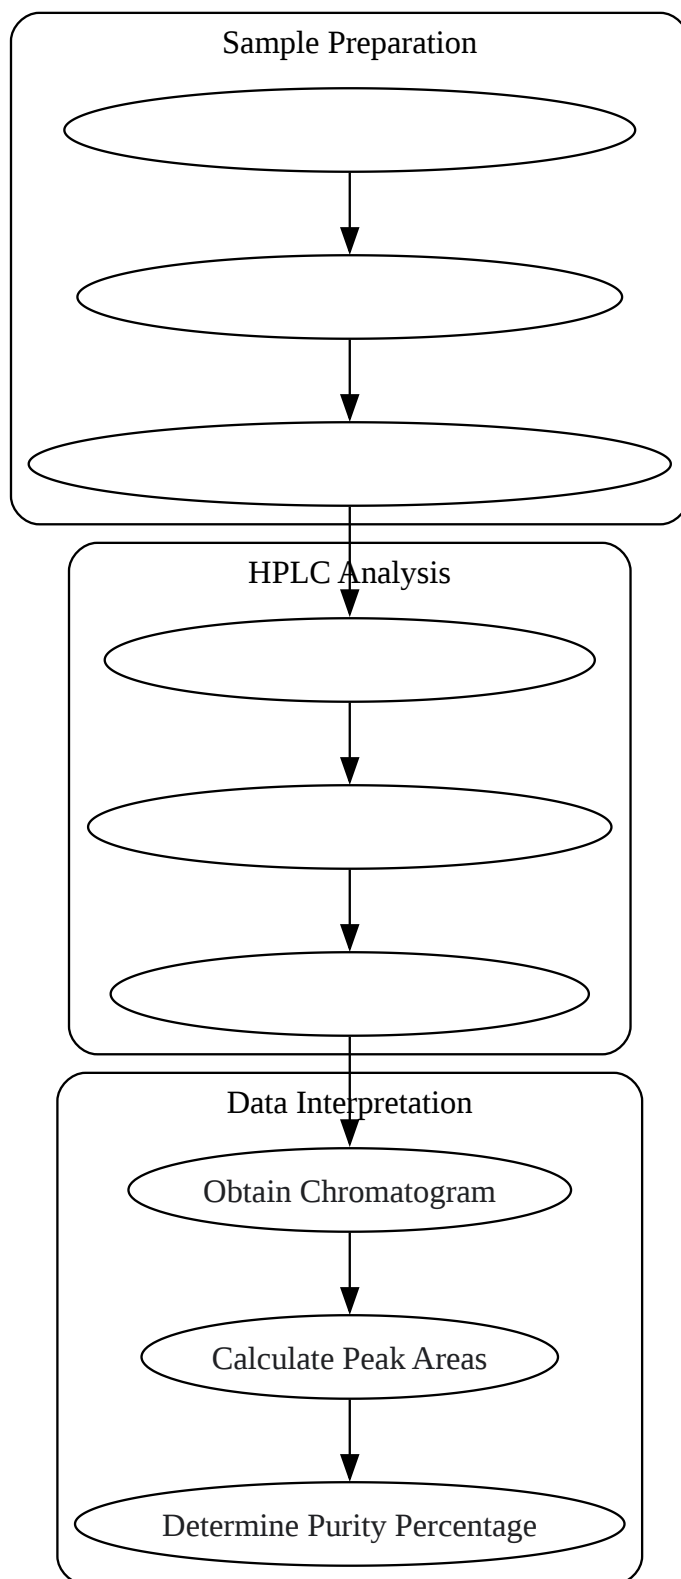 Sample Preparation
HPLC Analysis
Data Interpretation
Obtain Chromatogram
Calculate Peak Areas
Determine Purity Percentage